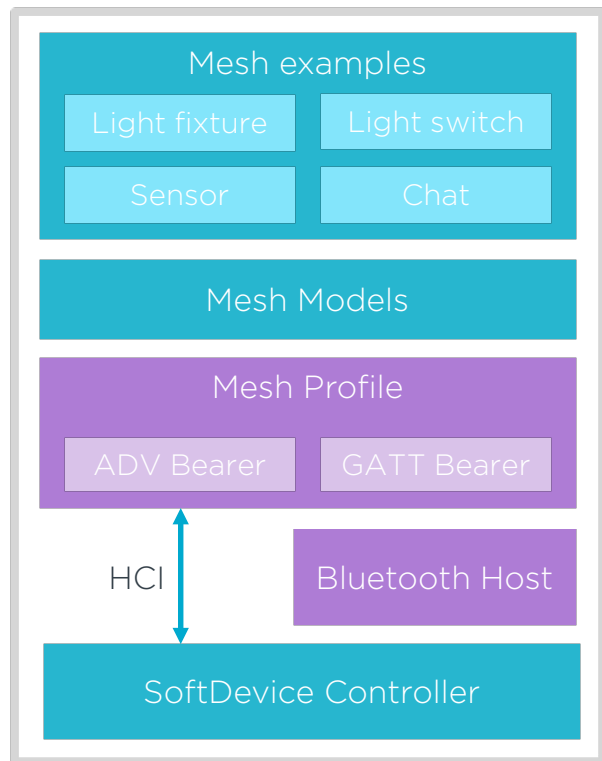 Mesh examples
Light fixture
Light switch
Sensor
Chat
Mesh Models
Mesh Profile
ADV Bearer
GATT Bearer
HCI
Bluetooth Host
SoftDevice Controller